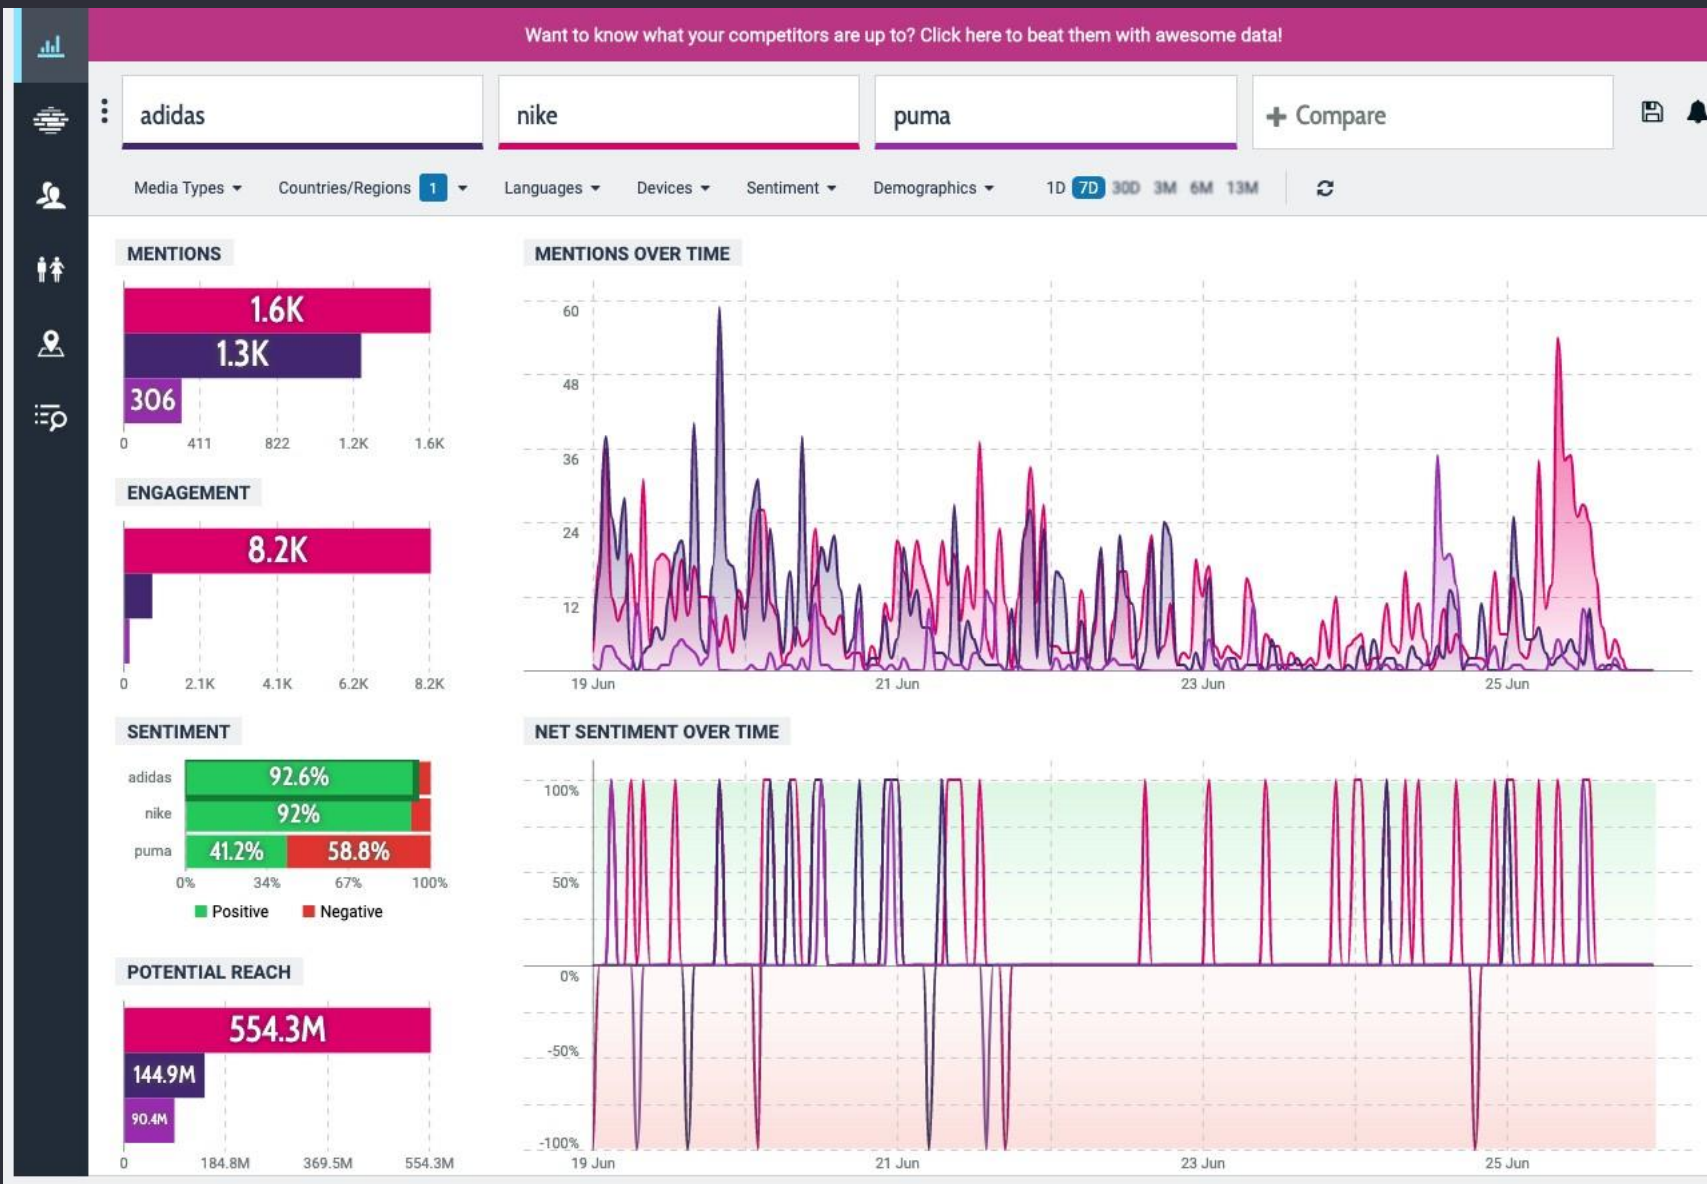 Want to know what your competitors are up to? Click here to beat them with awesome data!
adidas
nike
puma
+ Compare
Media Types
Countries/Regions 1
Languages
Devices
Sentiment
Demographics
1D 7D 30D 3M 6M 13M
MENTIONS
1.6K
1.3K
306
0 411 822 1.2K 1.6K
ENGAGEMENT
8.2K
0 2.1K 4.1K 6.2K 8.2K
SENTIMENT
adidas 92.6%
nike 92%
puma 41.2% 58.8%
0% 34% 67% 100%
Positive Negative
POTENTIAL REACH
554.3M
144.9M
90.4M
0 184.8M 369.5M 554.3M
MENTIONS OVER TIME
60
48
36
24
12
19 Jun 21 Jun 23 Jun 25 Jun
NET SENTIMENT OVER TIME
100%
50%
0%
-50%
-100%
19 Jun 21 Jun 23 Jun 25 Jun